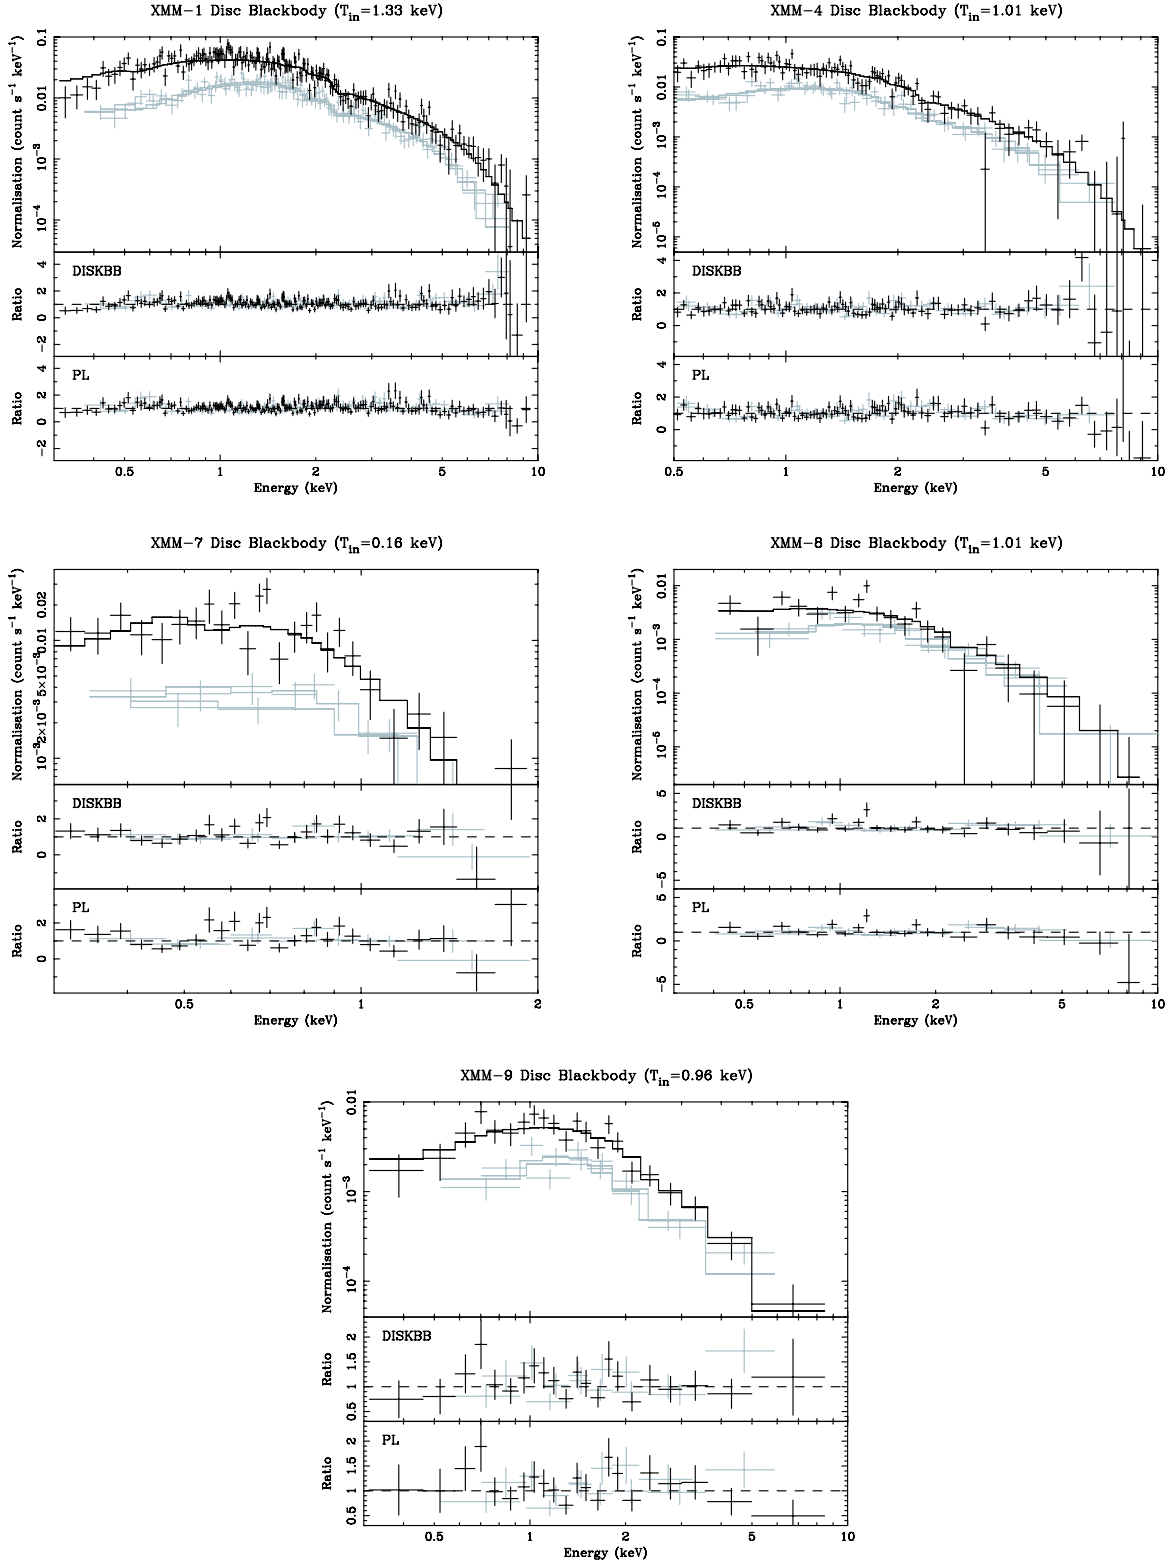 XMM-1 Disc Blackbody (T_in=1.33 keV)
Normalisation (count s⁻¹ keV⁻¹)
0.1
0.01
10⁻³
10⁻⁴
DISKBB
Ratio
4
2
0
-2
PL
Ratio
4
2
0
-2
0.5 1 2 5 10
Energy (keV)
XMM-4 Disc Blackbody (T_in=1.01 keV)
Normalisation (count s⁻¹ keV⁻¹)
0.1
0.01
10⁻³
10⁻⁴
10⁻⁵
DISKBB
Ratio
4
2
0
PL
Ratio
4
2
0
0.5 1 2 5 10
Energy (keV)
XMM-7 Disc Blackbody (T_in=0.16 keV)
Normalisation (count s⁻¹ keV⁻¹)
0.02
0.01
5×10⁻³
2×10⁻³
10⁻³
DISKBB
Ratio
2
0
PL
Ratio
2
0
0.5 1 2
Energy (keV)
XMM-8 Disc Blackbody (T_in=1.01 keV)
Normalisation (count s⁻¹ keV⁻¹)
0.01
10⁻³
10⁻⁴
10⁻⁵
DISKBB
Ratio
5
0
-5
PL
Ratio
5
0
-5
0.5 1 2 5 10
Energy (keV)
XMM-9 Disc Blackbody (T_in=0.96 keV)
Normalisation (count s⁻¹ keV⁻¹)
0.01
10⁻³
10⁻⁴
DISKBB
Ratio
2
1.5
1
0.5
PL
Ratio
2
1.5
1
0.5
0.5 1 2 5 10
Energy (keV)